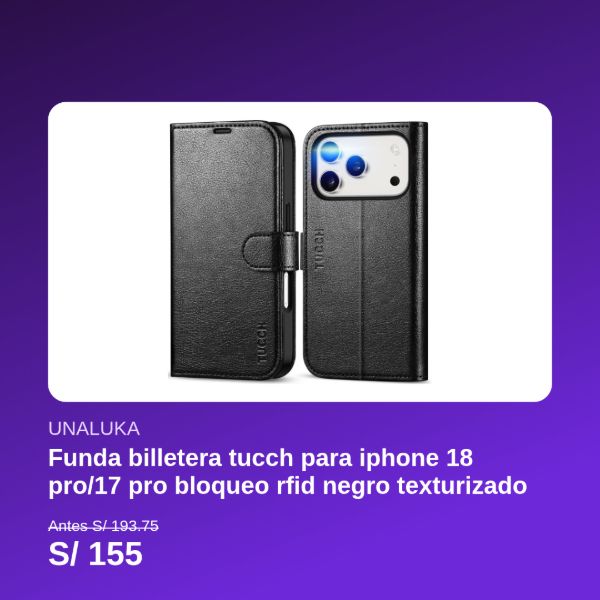 TUCCH
TUCCH
UNALUKA
Funda billetera tucch para iphone 18
pro/17 pro bloqueo rfid negro texturizado
Antes S/ 193.75
S/ 155